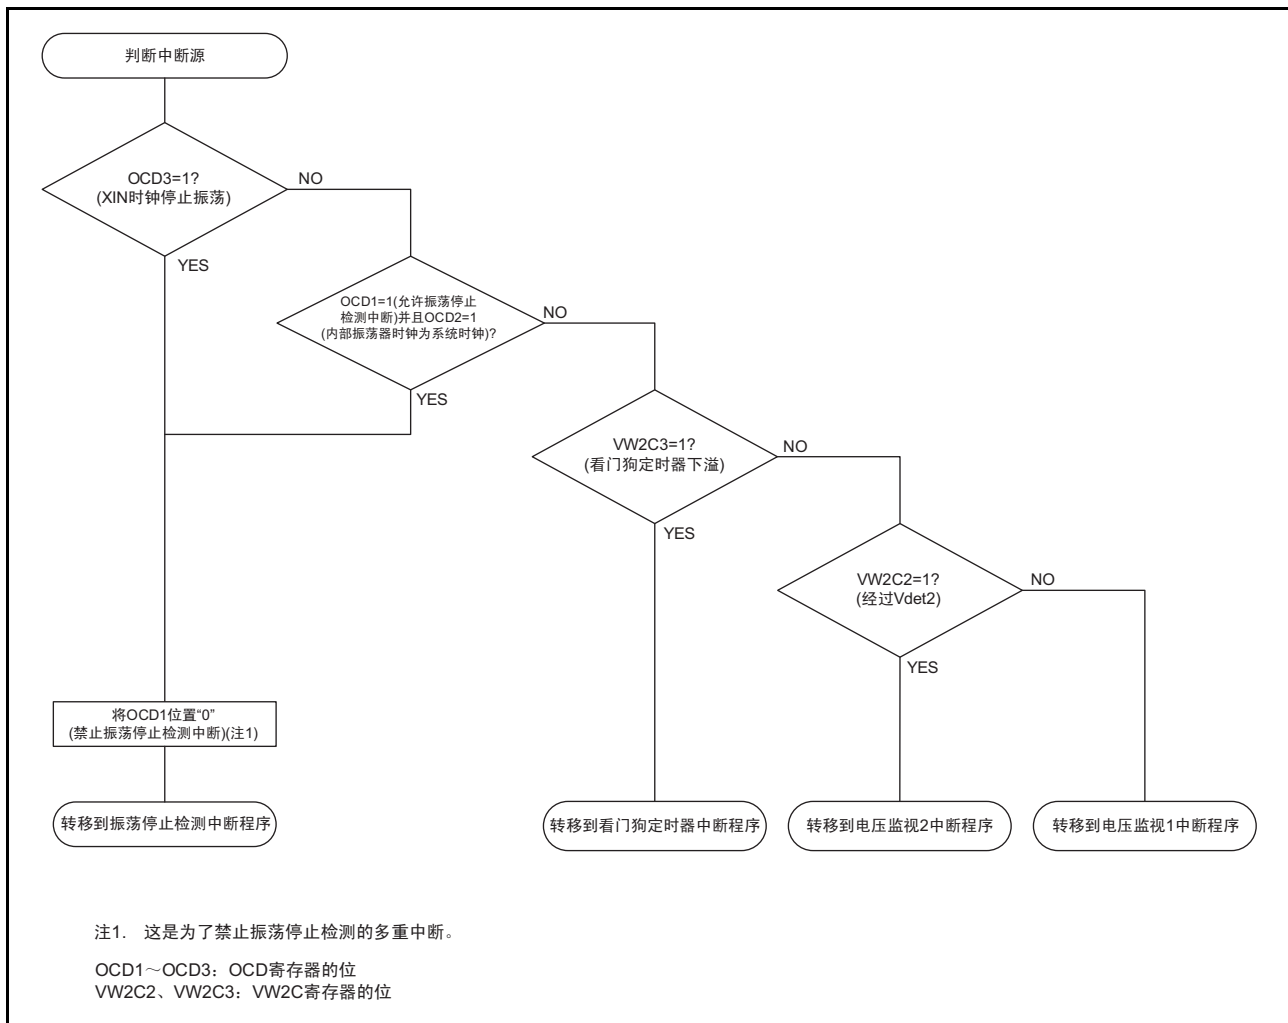 判断中断源
OCD3=1?
(XIN时钟停止振荡)
NO
YES
OCD1=1(允许振荡停止
检测中断)并且OCD2=1
(内部振荡器时钟为系统时钟)?
NO
YES
VW2C3=1?
(看门狗定时器下溢)
NO
YES
VW2C2=1?
(经过Vdet2)
NO
YES
将OCD1位置“0”
(禁止振荡停止检测中断)(注1)
转移到振荡停止检测中断程序
转移到看门狗定时器中断程序
转移到电压监视2中断程序
转移到电压监视1中断程序
注1. 这是为了禁止振荡停止检测的多重中断。
OCD1～OCD3：OCD寄存器的位
VW2C2、VW2C3：VW2C寄存器的位